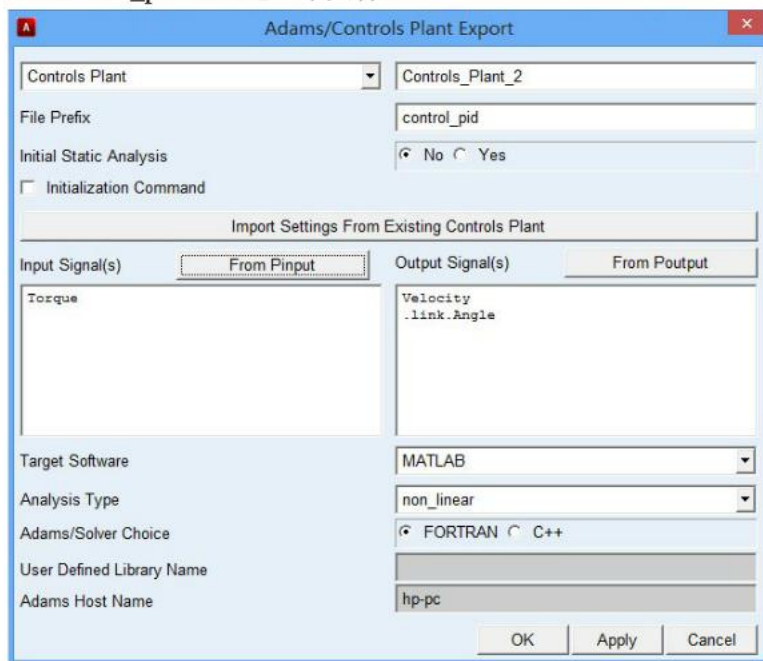 Adams/Controls Plant Export
Controls Plant Controls_Plant_2
File Prefix control_pid
Initial Static Analysis No Yes
Initialization Command
Import Settings From Existing Controls Plant
Input Signal(s) From Pinput Output Signal(s) From Poutput
Torque Velocity
.link.Angle
Target Software MATLAB
Analysis Type non_linear
Adams/Solver Choice FORTRAN C++
User Defined Library Name
Adams Host Name hp-pc
OK Apply Cancel